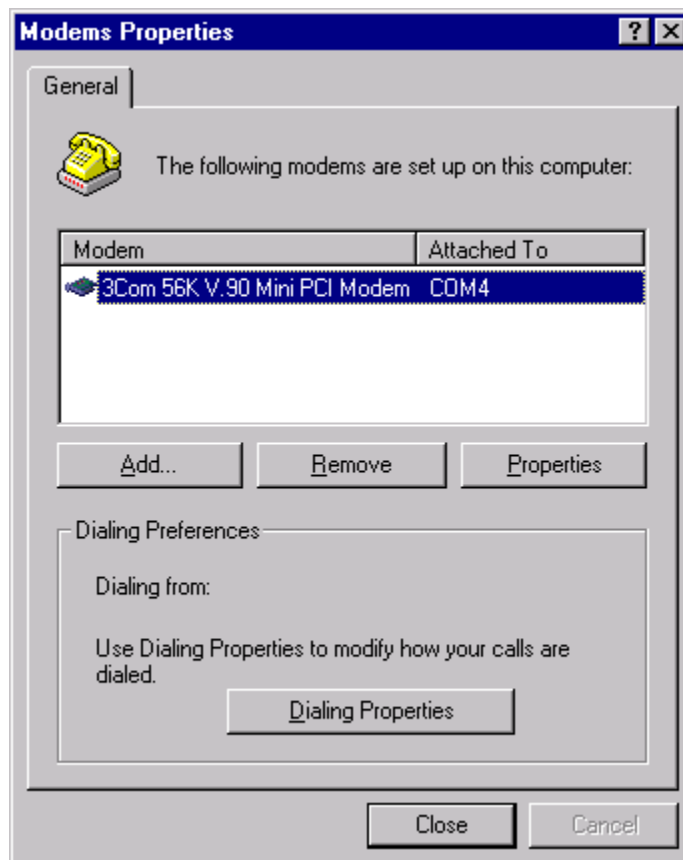 Modems Properties
?
General
The following modems are set up on this computer:
Modem Attached To
3Com 56K V.90 Mini PCI Modem COM4
Add... Remove Properties
Dialing Preferences
Dialing from:
Use Dialing Properties to modify how your calls are
dialed.
Dialing Properties
Close Cancel